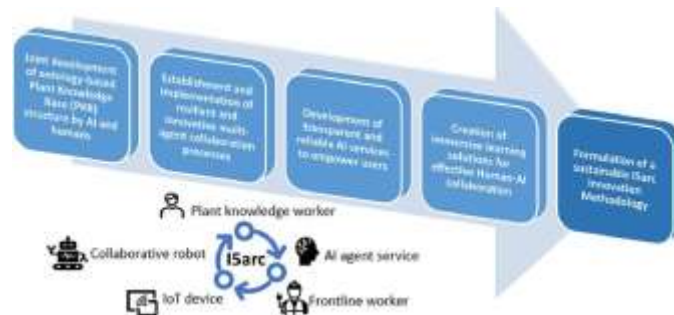 Joint development
of ontology-based
Plant Knowledge
Base (PKB)
structure by AI and
humans
Establishment and
implementation of
resilient and
innovative multi-
agent collaboration
processes
Development of
transparent and
reliable AI services
to empower users
Creation of
immersive learning
solutions for
effective Human-AI
collaboration
Formulation of a
sustainable I5arc
Innovation
Methodology
Plant knowledge worker
Collaborative robot
I5arc
AI agent service
IoT device
Frontline worker